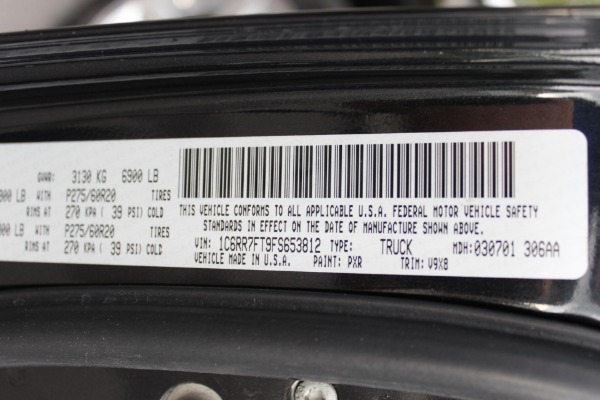 GVWR: 3130 KG 6900 LB
00 LB WITH P275/60R20 TIRES
RIMS AT 270 KPA ( 39 PSI) COLD
00 LB WITH P275/60R20 TIRES
RIMS AT 270 KPA ( 39 PSI) COLD
THIS VEHICLE CONFORMS TO ALL APPLICABLE U.S.A. FEDERAL MOTOR VEHICLE SAFETY
STANDARDS IN EFFECT ON THE DATE OF MANUFACTURE SHOWN ABOVE.
VIN: 1C6RR7FT9FS653812 TYPE: TRUCK MDH:030701 306AA
VEHICLE MADE IN U.S.A. PAINT: PXR TRIM: V9X8